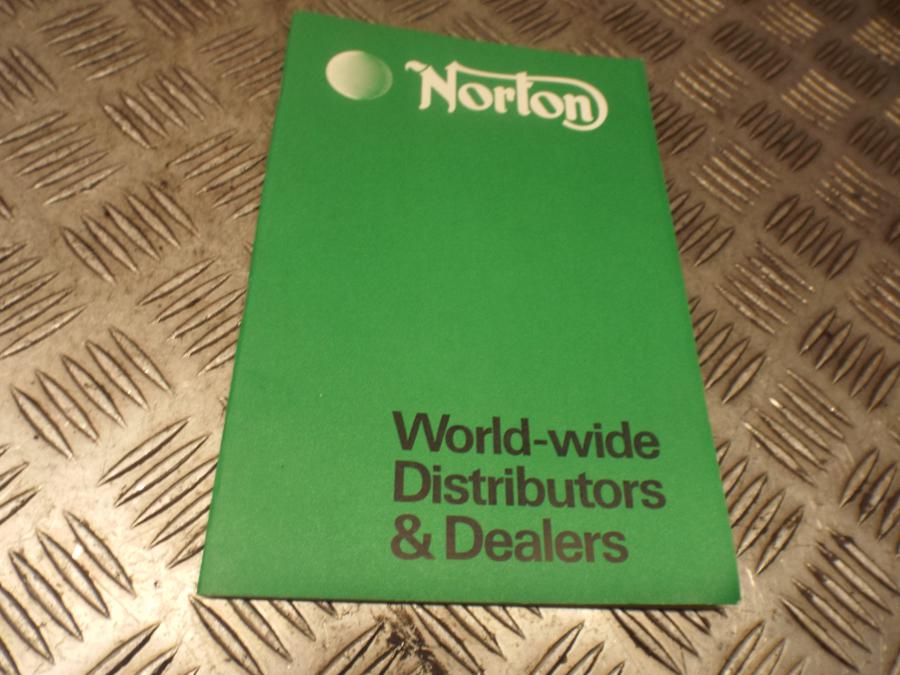 Norton
World-wide
Distributors
& Dealers